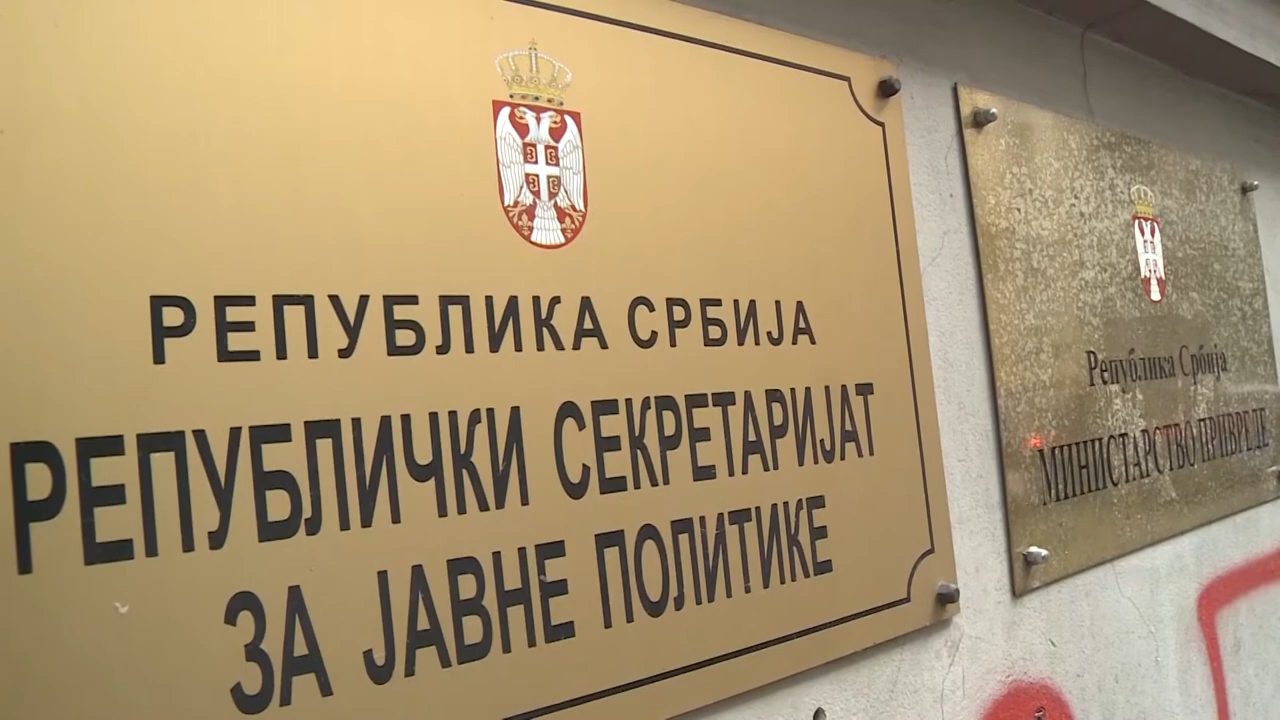 РЕПУБЛИКА СРБИЈА
РЕПУБЛИЧКИ СЕКРЕТАРИЈАТ
ЗА ЈАВНЕ ПОЛИТИКЕ
Република Србија
МИНИСТАРСТВО ПРИВРЕДЕ